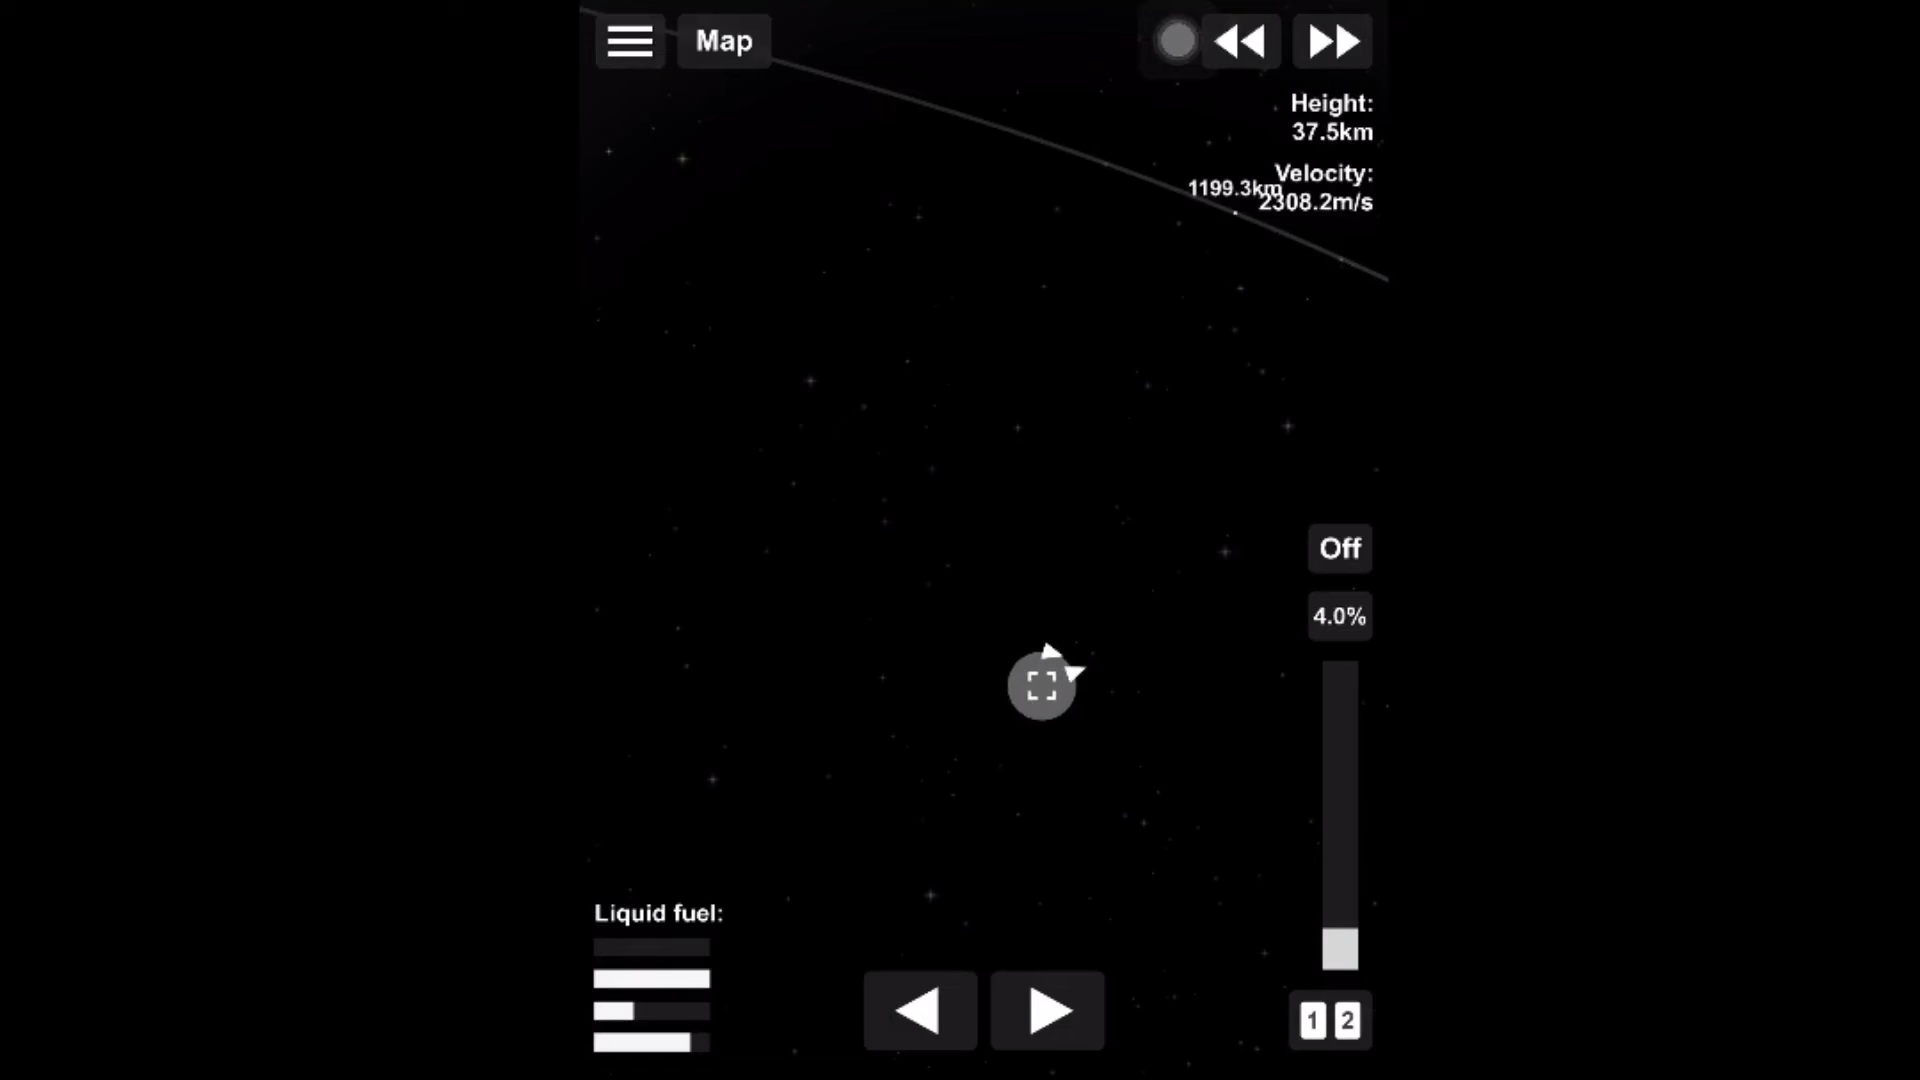 Map
Height:
37.5km
Velocity:
1199.3km
2308.2m/s
Off
4.0%
Liquid fuel:
1 2